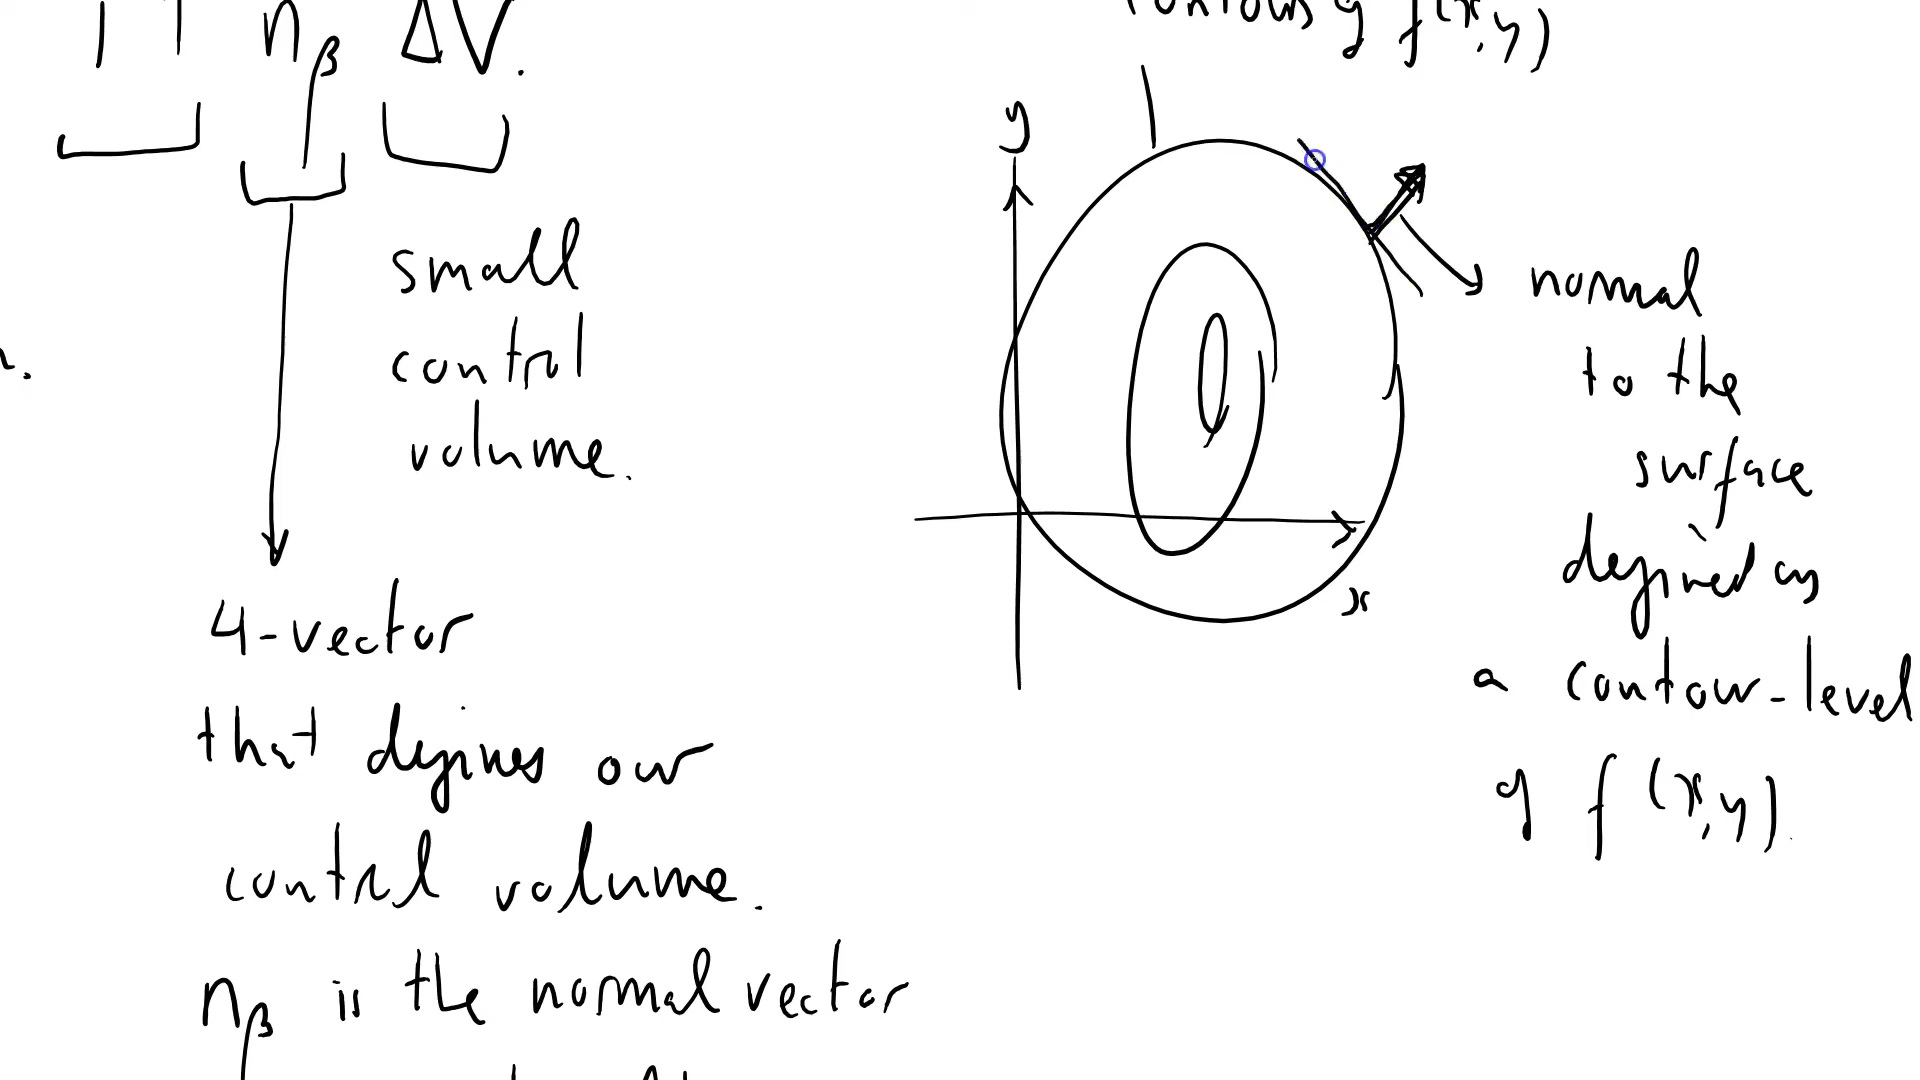 n_β ΔV.
contours of f(x,y)
y
small
control
volume.
normal
to the
surface
defined as
a contour-level
of f(x,y).
x
4-vector
that defines our
control volume.
n_β is the normal vector